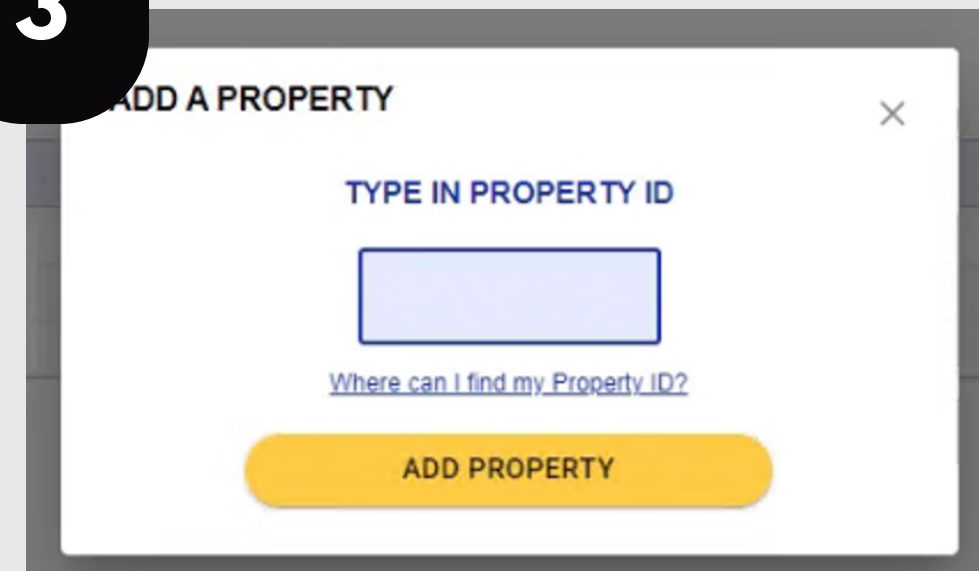 3
ADD A PROPERTY
TYPE IN PROPERTY ID
Where can I find my Property ID?
ADD PROPERTY